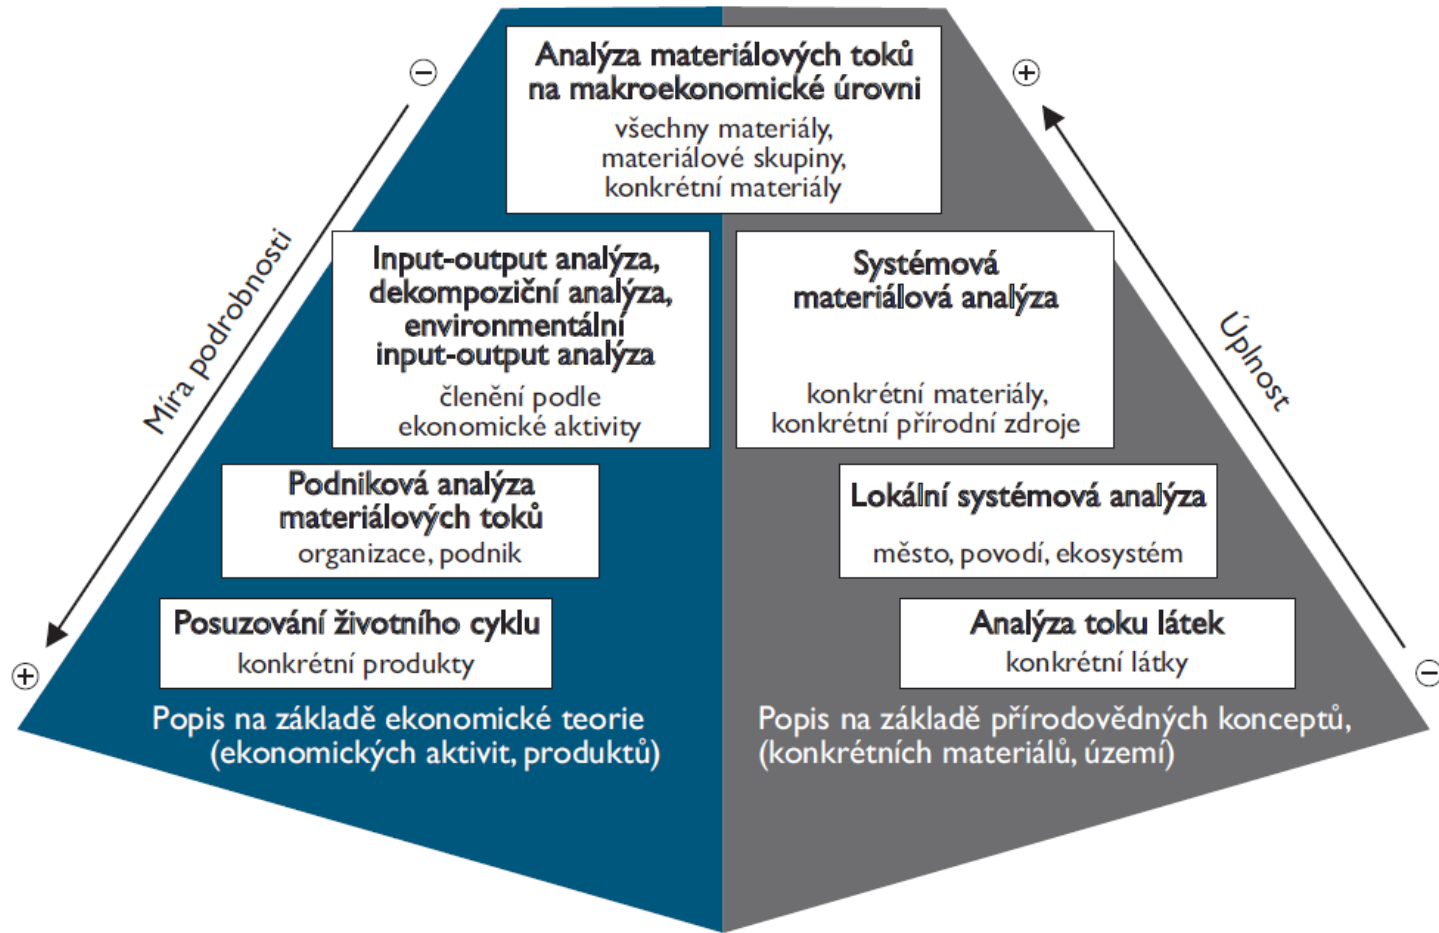 Analýza materiálových toků
na makroekonomické úrovni
všechny materiály,
materiálové skupiny,
konkrétní materiály
−
+
Míra podrobnosti
Úplnost
Input-output analýza,
dekompoziční analýza,
environmentální
input-output analýza
členění podle
ekonomické aktivity
Systémová
materiálová analýza
konkrétní materiály,
konkrétní přírodní zdroje
Podniková analýza
materiálových toků
organizace, podnik
Lokální systémová analýza
město, povodí, ekosystém
Posuzování životního cyklu
konkrétní produkty
Analýza toku látek
konkrétní látky
+
−
Popis na základě ekonomické teorie
(ekonomických aktivit, produktů)
Popis na základě přírodovědných konceptů,
(konkrétních materiálů, území)